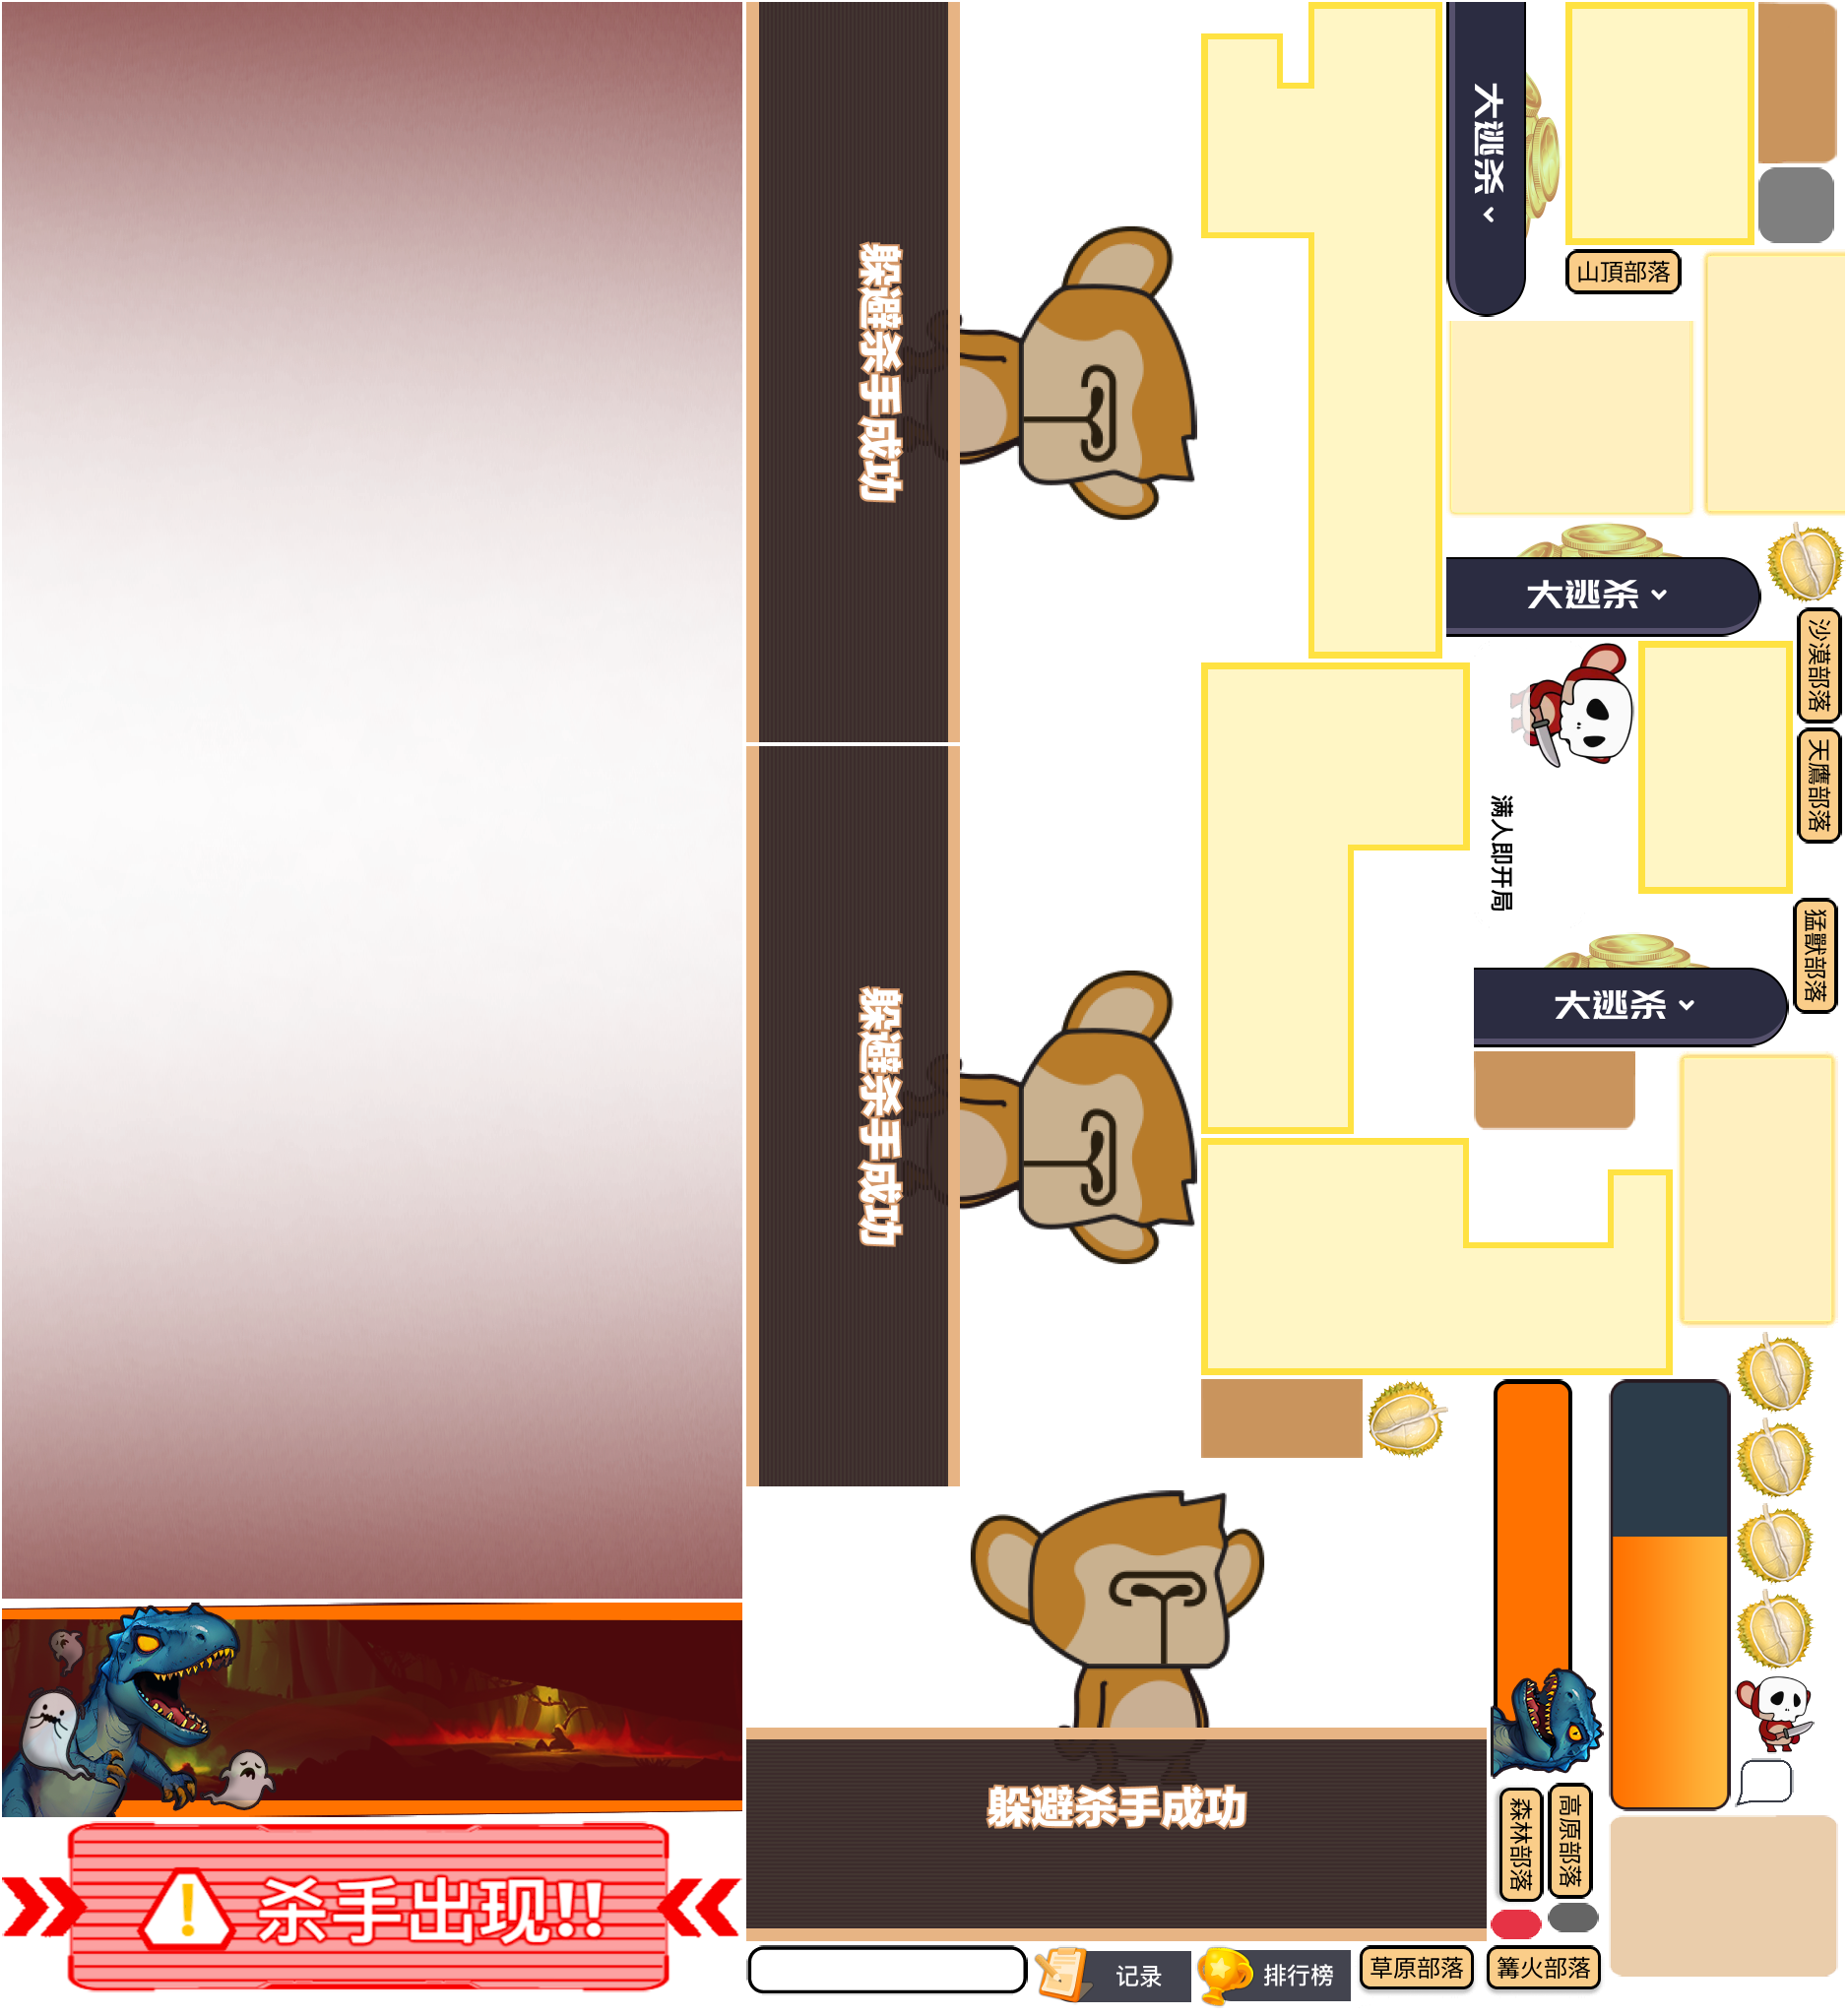 大逃杀
山頂部落
躲避杀手成功
大逃杀
沙漠部落
天鷹部落
满人即开局
猛獸部落
大逃杀
躲避杀手成功
躲避杀手成功
森林部落
高原部落
杀手出现!!
记录
排行榜
草原部落
篝火部落